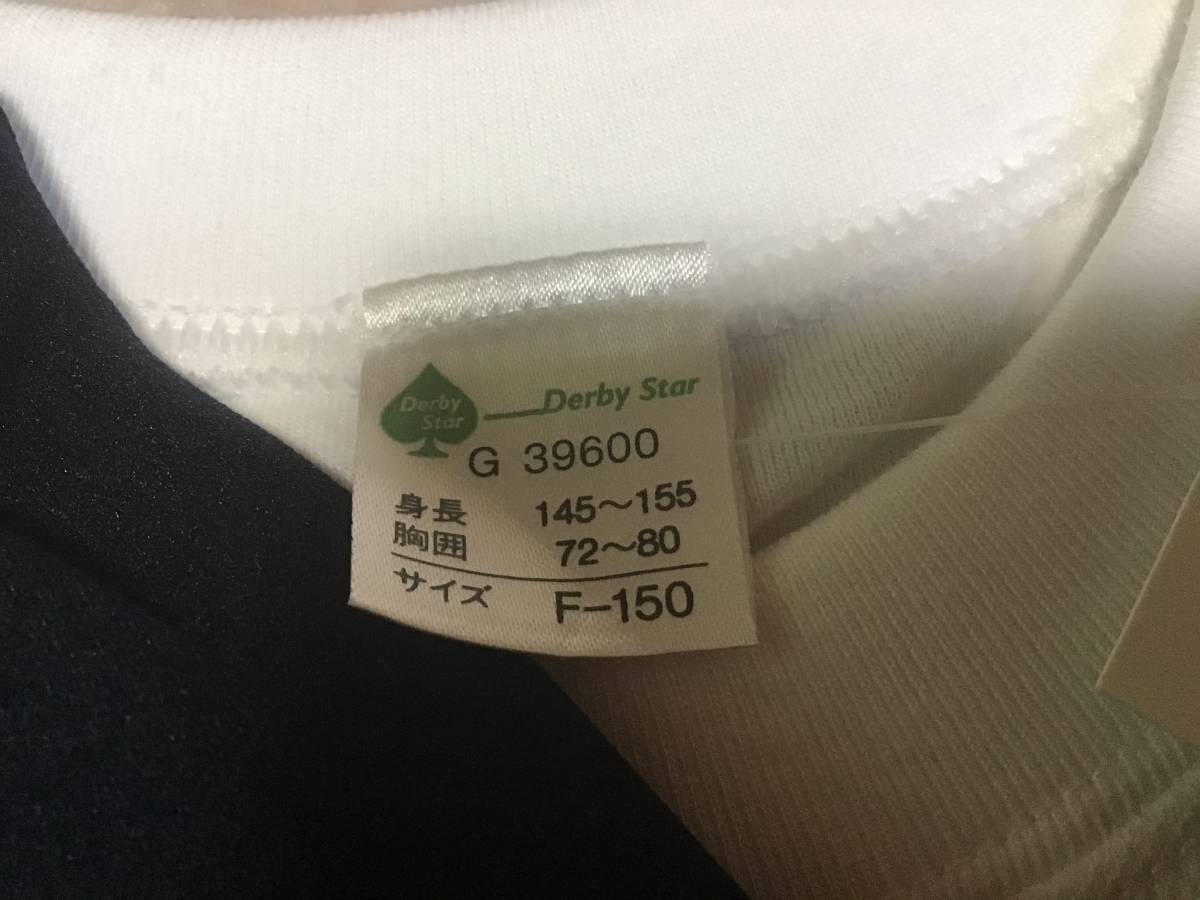 Derby
Star
Derby Star
G 39600
身長 145〜155
胸囲 72〜80
サイズ F-150